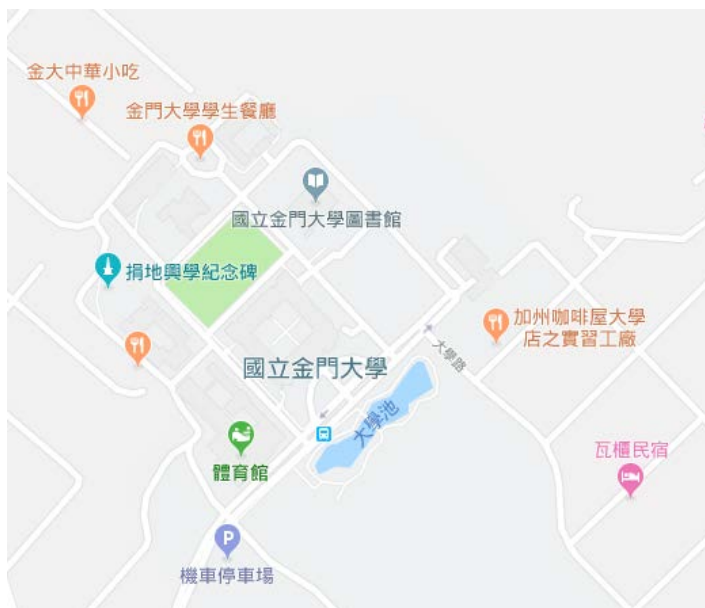 金大中華小吃
金門大學學生餐廳
國立金門大學圖書館
捐地興學紀念碑
加州咖啡屋大學
店之實習工廠
大學路
國立金門大學
大學池
瓦櫃民宿
體育館
P
機車停車場